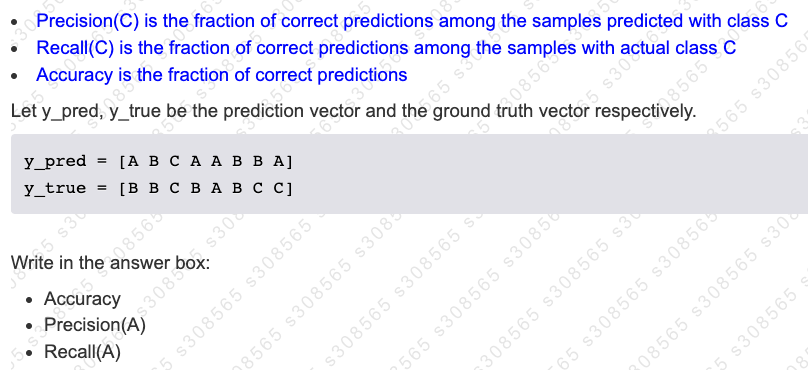 • Precision(C) is the fraction of correct predictions among the samples predicted with class C
• Recall(C) is the fraction of correct predictions among the samples with actual class C
• Accuracy is the fraction of correct predictions
Let y_pred, y_true be the prediction vector and the ground truth vector respectively.
y_pred = [A B C A A B B A]
y_true = [B B C B A B C C]
Write in the answer box:
• Accuracy
• Precision(A)
• Recall(A)
s308565